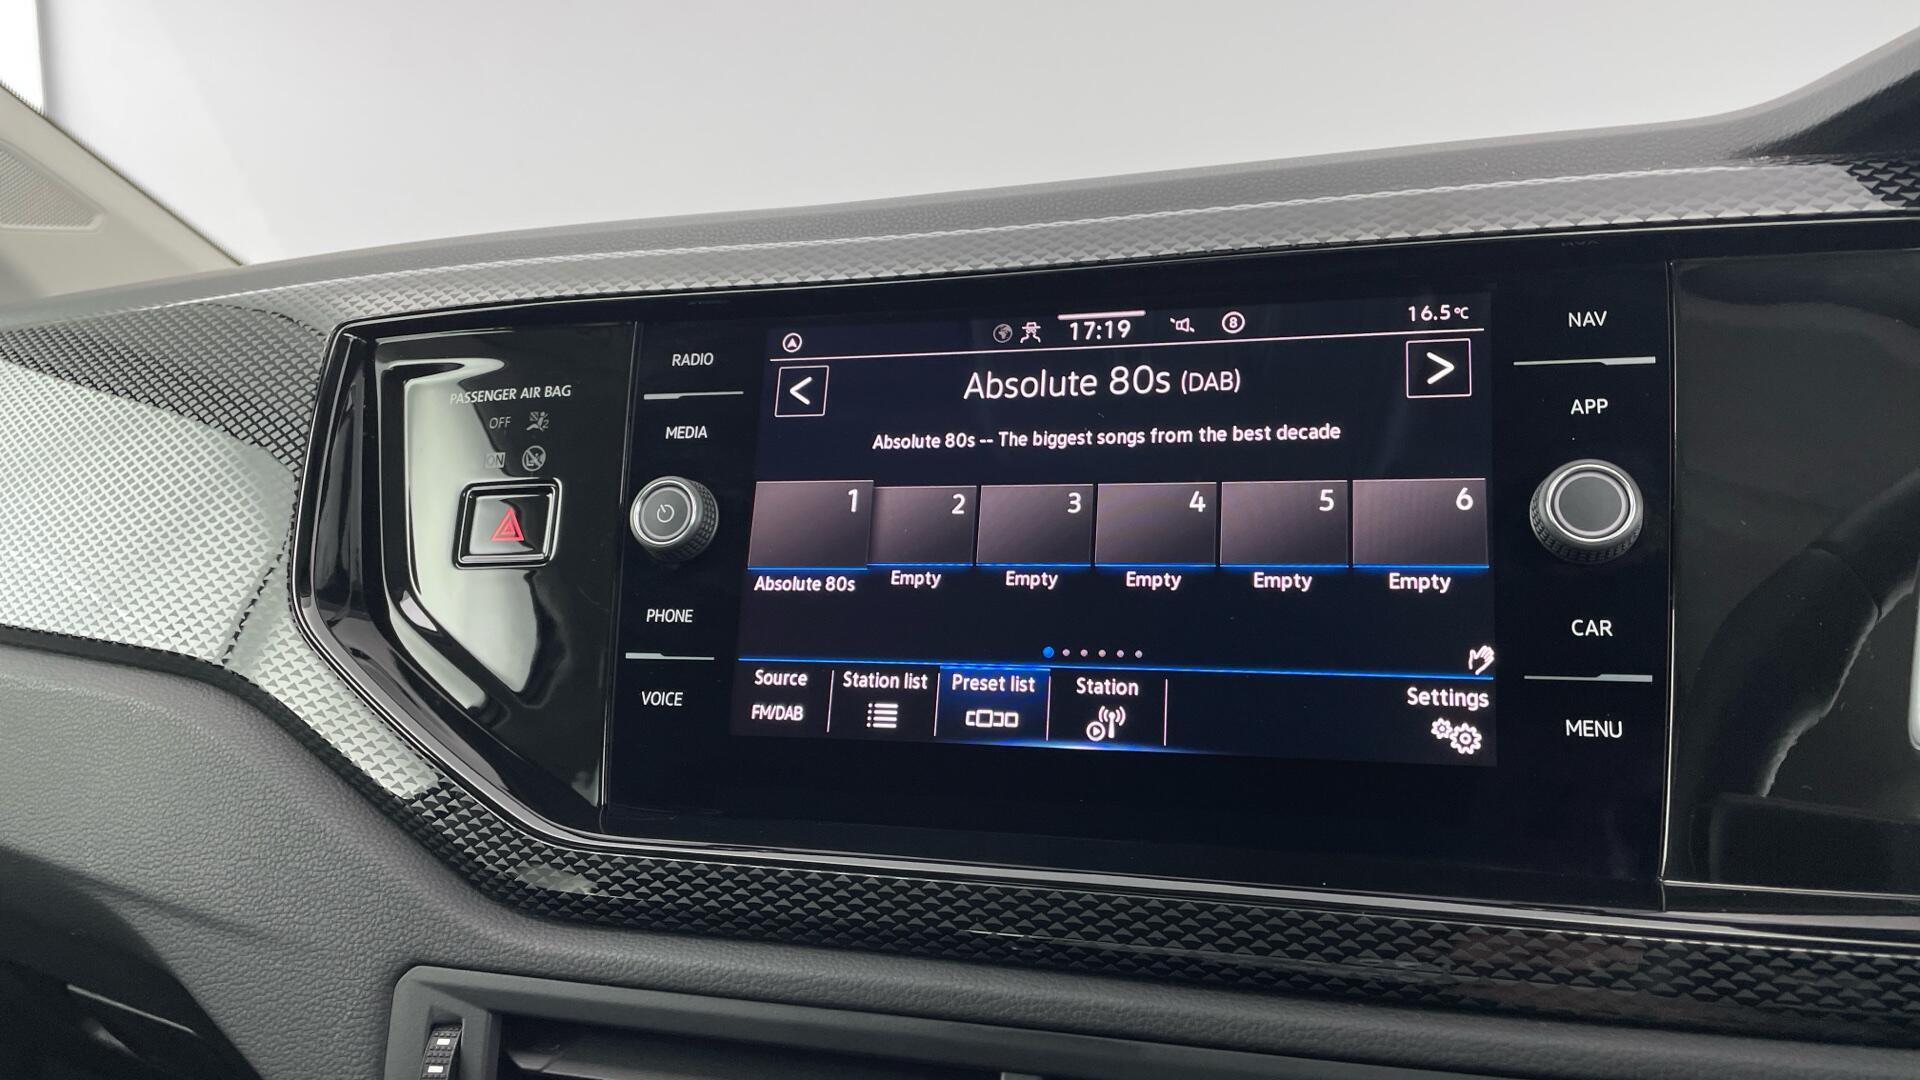 17:19
8
16.5°C
< Absolute 80s (DAB) >
Absolute 80s -- The biggest songs from the best decade
1 2 3 4 5 6
Absolute 80s Empty Empty Empty Empty Empty
Source Station list Preset list Station Settings
FM/DAB
RADIO
MEDIA
PHONE
VOICE
NAV
APP
CAR
MENU
PASSENGER AIR BAG
OFF 2
ON